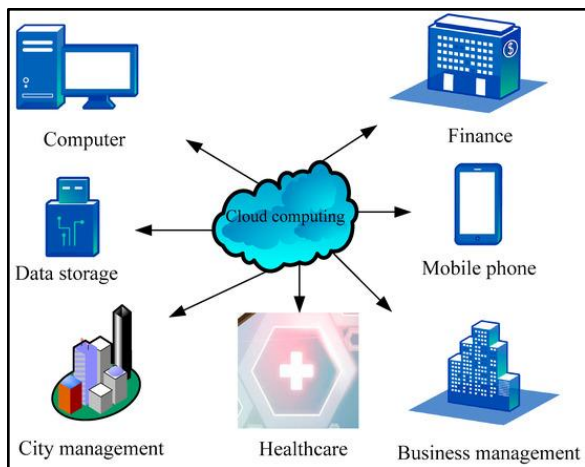 $
Computer
Finance
Cloud computing
Data storage
Mobile phone
City management
Healthcare
Business management